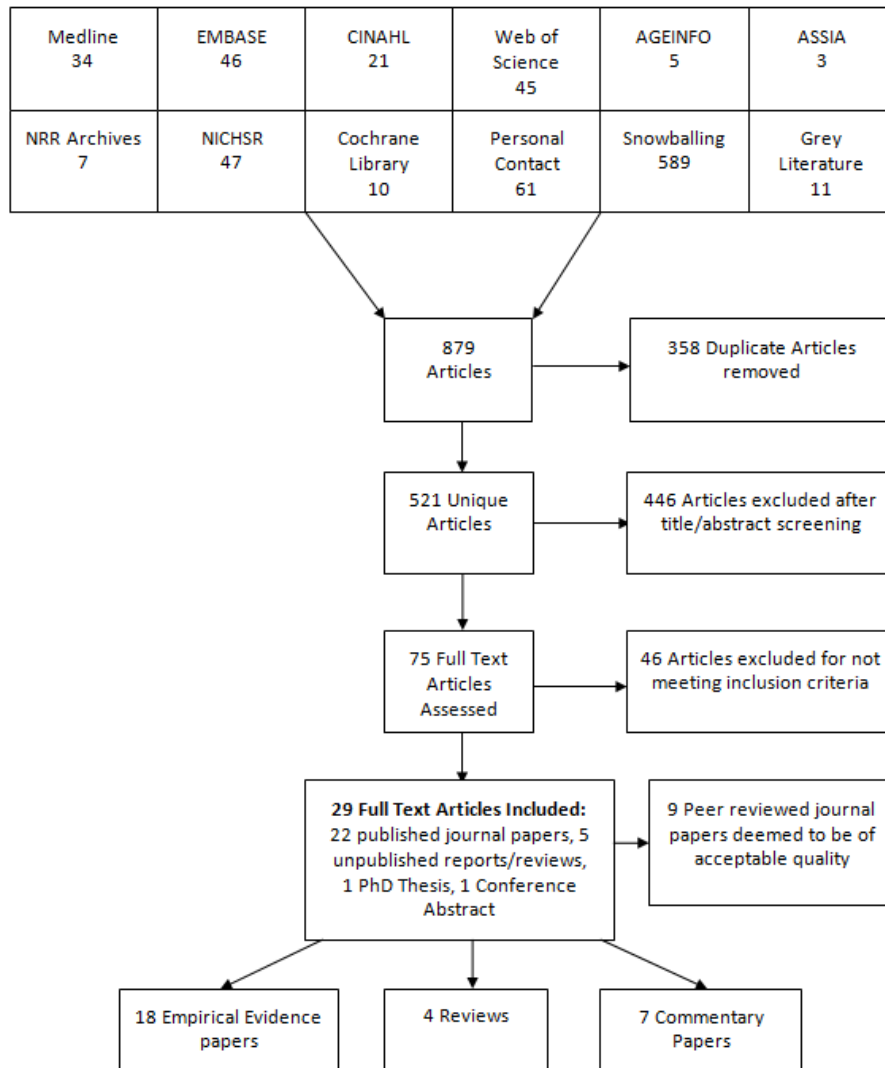 Medline
34
EMBASE
46
CINAHL
21
Web of
Science
45
AGEINFO
5
ASSIA
3
NRR Archives
7
NICHSR
47
Cochrane
Library
10
Personal
Contact
61
Snowballing
589
Grey
Literature
11
879
Articles
358 Duplicate Articles
removed
521 Unique
Articles
446 Articles excluded after
title/abstract screening
75 Full Text
Articles
Assessed
46 Articles excluded for not
meeting inclusion criteria
29 Full Text Articles Included:
22 published journal papers, 5
unpublished reports/reviews,
1 PhD Thesis, 1 Conference
Abstract
9 Peer reviewed journal
papers deemed to be of
acceptable quality
18 Empirical Evidence
papers
4 Reviews
7 Commentary
Papers